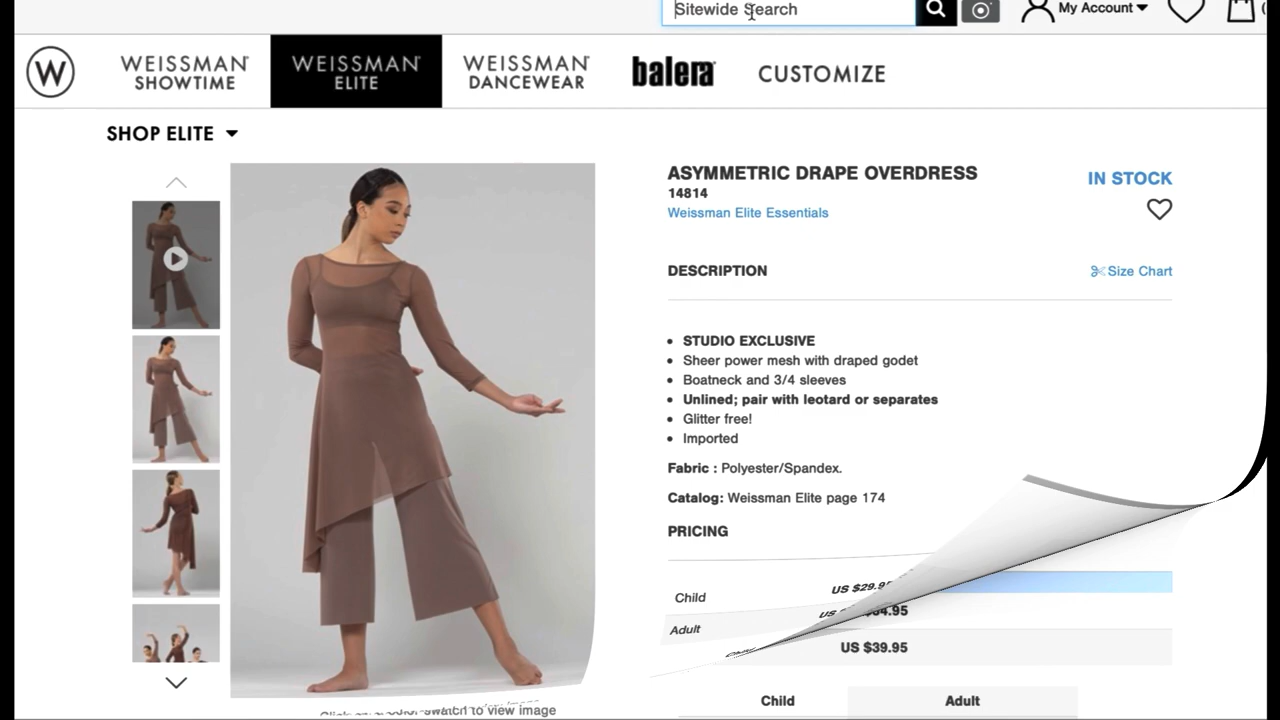 Sitewide Search
My Account
W
WEISSMAN SHOWTIME
WEISSMAN ELITE
WEISSMAN DANCEWEAR
balera
CUSTOMIZE
SHOP ELITE
ASYMMETRIC DRAPE OVERDRESS
IN STOCK
14814
Weissman Elite Essentials
DESCRIPTION
Size Chart
STUDIO EXCLUSIVE
Sheer power mesh with draped godet
Boatneck and 3/4 sleeves
Unlined; pair with leotard or separates
Glitter free!
Imported
Fabric : Polyester/Spandex.
Catalog: Weissman Elite page 174
PRICING
Child US $29.95
Adult
US $39.95
Child Adult
to view image